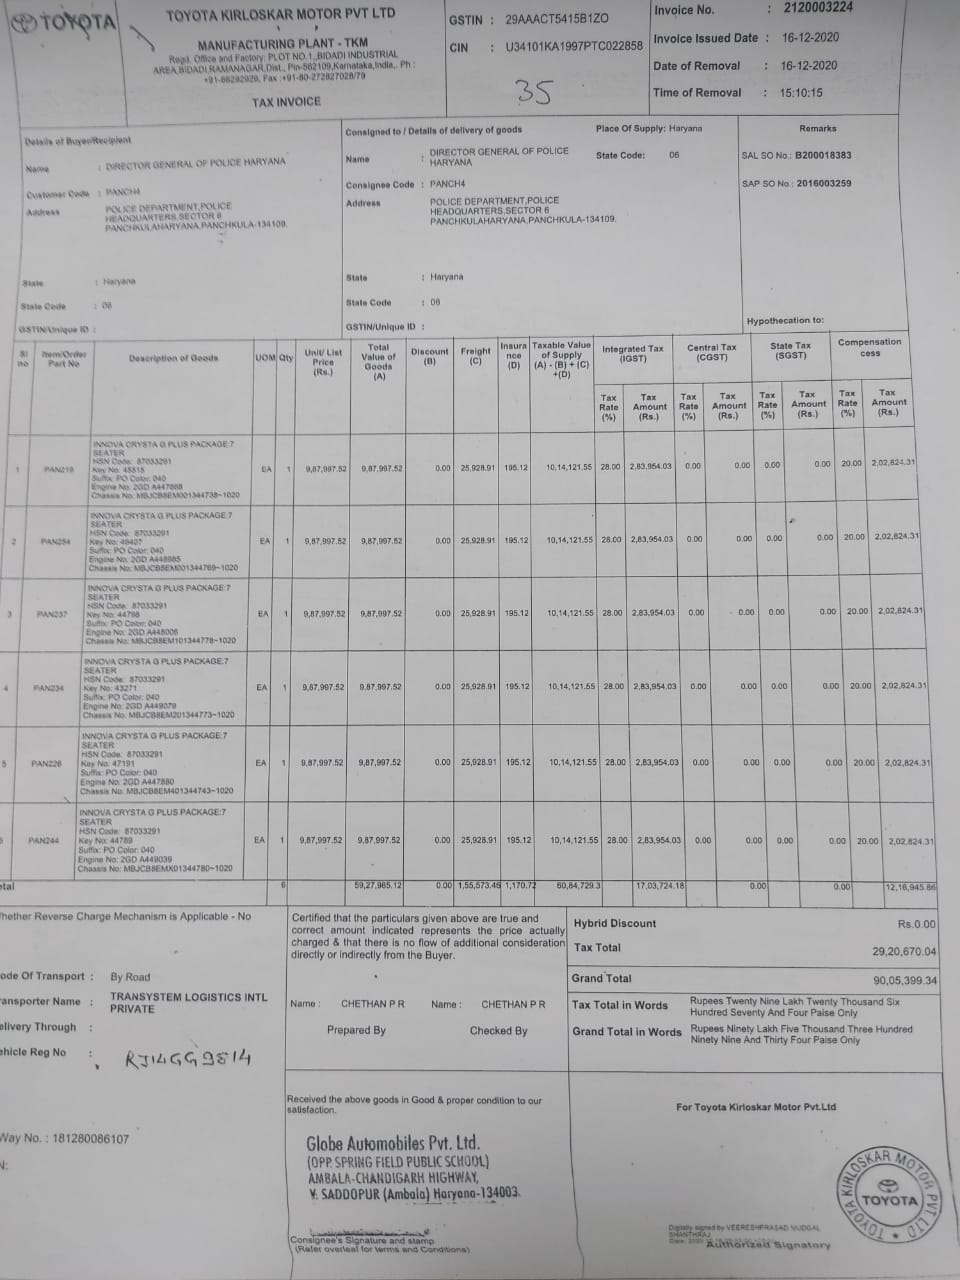 TOYOTA
TOYOTA KIRLOSKAR MOTOR PVT LTD
MANUFACTURING PLANT - TKM
Regd. Office and Factory: PLOT NO.1,,BIDADI INDUSTRIAL
AREA,BIDADI,RAMANAGAR,Dist., Pin-562109,Karnataka,India,. Ph :
+91-66292929, Fax :+91-80-272827028/79
TAX INVOICE
GSTIN : 29AAACT5415B1ZO
CIN : U34101KA1997PTC022858
35
Invoice No. : 2120003224
Invoice Issued Date : 16-12-2020
Date of Removal : 16-12-2020
Time of Removal : 15:10:15
Details of Buyer/Recipient
Name : DIRECTOR GENERAL OF POLICE HARYANA
Customer Code : PANCH4
Address POLICE DEPARTMENT,POLICE
HEADQUARTERS,SECTOR 6
PANCHKULAHARYANA,PANCHKULA-134109.
State : Haryana
State Code : 06
GSTIN/Unique ID :
Consigned to / Details of delivery of goods
Place Of Supply: Haryana
Name : DIRECTOR GENERAL OF POLICE
HARYANA
State Code: 06
Consignee Code : PANCH4
Address POLICE DEPARTMENT,POLICE
HEADQUARTERS,SECTOR 6
PANCHKULAHARYANA,PANCHKULA-134109.
State : Haryana
State Code : 06
GSTIN/Unique ID :
Remarks
SAL SO No.: B200018383
SAP SO No.: 2016003259
Hypothecation to:
Sl no Item/Order Part No Description of Goods UOM Qty Unit/ List Price (Rs.) Total Value of Goods (A) Discount (B) Freight (C) Insura nce (D) Taxable Value of Supply (A) - (B) + (C) +(D) Integrated Tax (IGST) Central Tax (CGST) State Tax (SGST) Compensation cess
Tax Rate (%) Tax Amount (Rs.) Tax Rate (%) Tax Amount (Rs.) Tax Rate (%) Tax Amount (Rs.) Tax Rate (%) Tax Amount (Rs.)
INNOVA CRYSTA G PLUS PACKAGE:7
SEATER
HSN Code: 87033291
1 PAN219 Key No: 45515 EA 1 9,87,997.52 9,87,997.52 0.00 25,928.91 195.12 10,14,121.55 28.00 2,83,954.03 0.00 0.00 0.00 0.00 20.00 2,02,824.31
Suffix: PO Color: 040
Engine No: 2GD
Chassis No: MBJCB8EM001344738~1020
INNOVA CRYSTA G PLUS PACKAGE:7
SEATER
HSN Code: 87033291
2 PAN254 Key No: 46407 EA 1 9,87,997.52 9,87,997.52 0.00 25,928.91 195.12 10,14,121.55 28.00 2,83,954.03 0.00 0.00 0.00 0.00 20.00 2,02,824.31
Suffix: PO Color: 040
Engine No: 2GD
Chassis No: MBJCB8EM001344769~1020
INNOVA CRYSTA G PLUS PACKAGE:7
SEATER
HSN Code: 87033291
3 PAN237 Key No: 44798 EA 1 9,87,997.52 9,87,997.52 0.00 25,928.91 195.12 10,14,121.55 28.00 2,83,954.03 0.00 0.00 0.00 0.00 20.00 2,02,824.31
Suffix: PO Color: 040
Engine No: 2GD A448006
Chassis No: MBJCB8EM101344778~1020
INNOVA CRYSTA G PLUS PACKAGE:7
SEATER
HSN Code: 87033291
4 PAN234 Key No: 43271 EA 1 9,87,997.52 9,87,997.52 0.00 25,928.91 195.12 10,14,121.55 28.00 2,83,954.03 0.00 0.00 0.00 0.00 20.00 2,02,824.31
Suffix: PO Color: 040
Engine No: 2GD A449079
Chassis No: MBJCB8EM201344773~1020
INNOVA CRYSTA G PLUS PACKAGE:7
SEATER
HSN Code: 87033291
5 PAN226 Key No: 47191 EA 1 9,87,997.52 9,87,997.52 0.00 25,928.91 195.12 10,14,121.55 28.00 2,83,954.03 0.00 0.00 0.00 0.00 20.00 2,02,824.31
Suffix: PO Color: 040
Engine No: 2GD A447880
Chassis No: MBJCB8EM401344743~1020
INNOVA CRYSTA G PLUS PACKAGE:7
SEATER
HSN Code: 87033291
PAN244 Key No: 44789 EA 1 9,87,997.52 9,87,997.52 0.00 25,928.91 195.12 10,14,121.55 28.00 2,83,954.03 0.00 0.00 0.00 0.00 20.00 2,02,824.31
Suffix: PO Color: 040
Engine No: 2GD A449039
Chassis No: MBJCB8EMX01344780~1020
otal 6 59,27,985.12 0.00 1,55,573.46 1,170.72 60,84,729.3 17,03,724.18 0.00 0.00 12,16,945.86
hether Reverse Charge Mechanism is Applicable - No
ode Of Transport : By Road
ansporter Name : TRANSYSTEM LOGISTICS INTL
PRIVATE
elivery Through :
ehicle Reg No : RJ14GG9814
Way No. : 181280086107
N:
Certified that the particulars given above are true and
correct amount indicated represents the price actually
charged & that there is no flow of additional consideration
directly or indirectly from the Buyer.
Name : CHETHAN P R Name : CHETHAN P R
Prepared By Checked By
Hybrid Discount Rs.0.00
Tax Total 29,20,670.04
Grand Total 90,05,399.34
Tax Total in Words Rupees Twenty Nine Lakh Twenty Thousand Six
Hundred Seventy And Four Paise Only
Grand Total in Words Rupees Ninety Lakh Five Thousand Three Hundred
Ninety Nine And Thirty Four Paise Only
Received the above goods in Good & proper condition to our
satisfaction.
Globe Automobiles Pvt. Ltd.
(OPP. SPRING FIELD PUBLIC SCHOOL)
AMBALA-CHANDIGARH HIGHWAY,
V. SADDOPUR (Ambala) Haryana-134003.
Consignee's Signature and stamp
(Refer overleaf for terms and Conditions)
For Toyota Kirloskar Motor Pvt.Ltd
TOYOTA KIRLOSKAR MOTOR PVT LTD
TOYOTA
Digitally signed by VEERESHPRASAD MUDGAL
SHANTHRAJ
Authorized Signatory